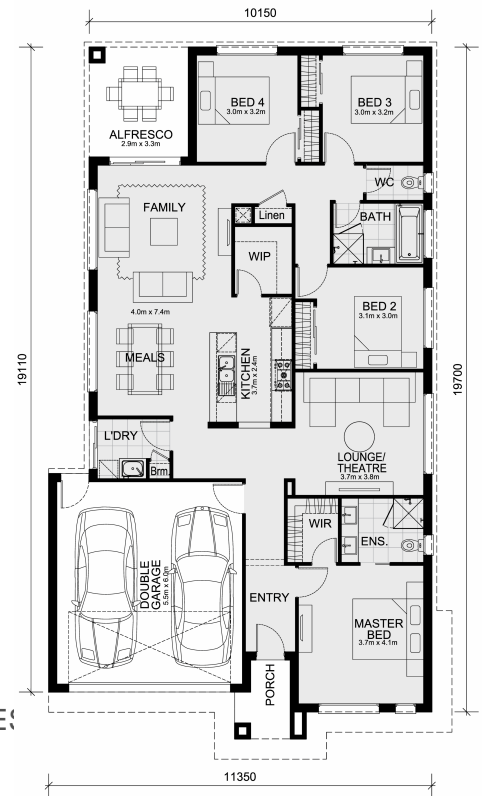 10150
BED 4
3.0m x 3.2m
BED 3
3.0m x 3.2m
ALFRESCO
2.9m x 3.3m
WC
FAMILY
Linen
BATH
WIP
4.0m x 7.4m
BED 2
3.1m x 3.0m
19110
MEALS
KITCHEN
3.7m x 2.4m
19700
L'DRY
Brm.
LOUNGE/
THEATRE
3.7m x 3.8m
WIR
ENS.
DOUBLE
GARAGE
5.5m x 6.0m
ENTRY
MASTER
BED
3.7m x 4.1m
PORCH
11350